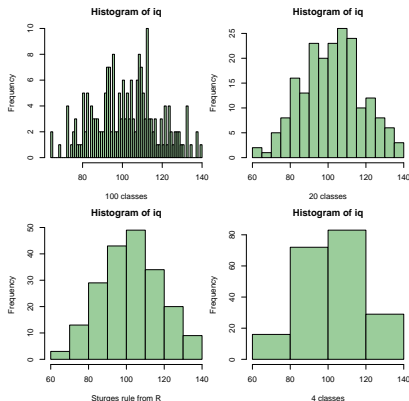 Histogram of iq
Frequency
0 2 4 6 8 10
80 100 120 140
100 classes
Histogram of iq
Frequency
0 5 15 25
60 80 100 120 140
20 classes
Histogram of iq
Frequency
0 10 20 30 40 50
60 80 100 120 140
Sturges rule from R
Histogram of iq
Frequency
0 20 40 60 80
60 80 100 120 140
4 classes